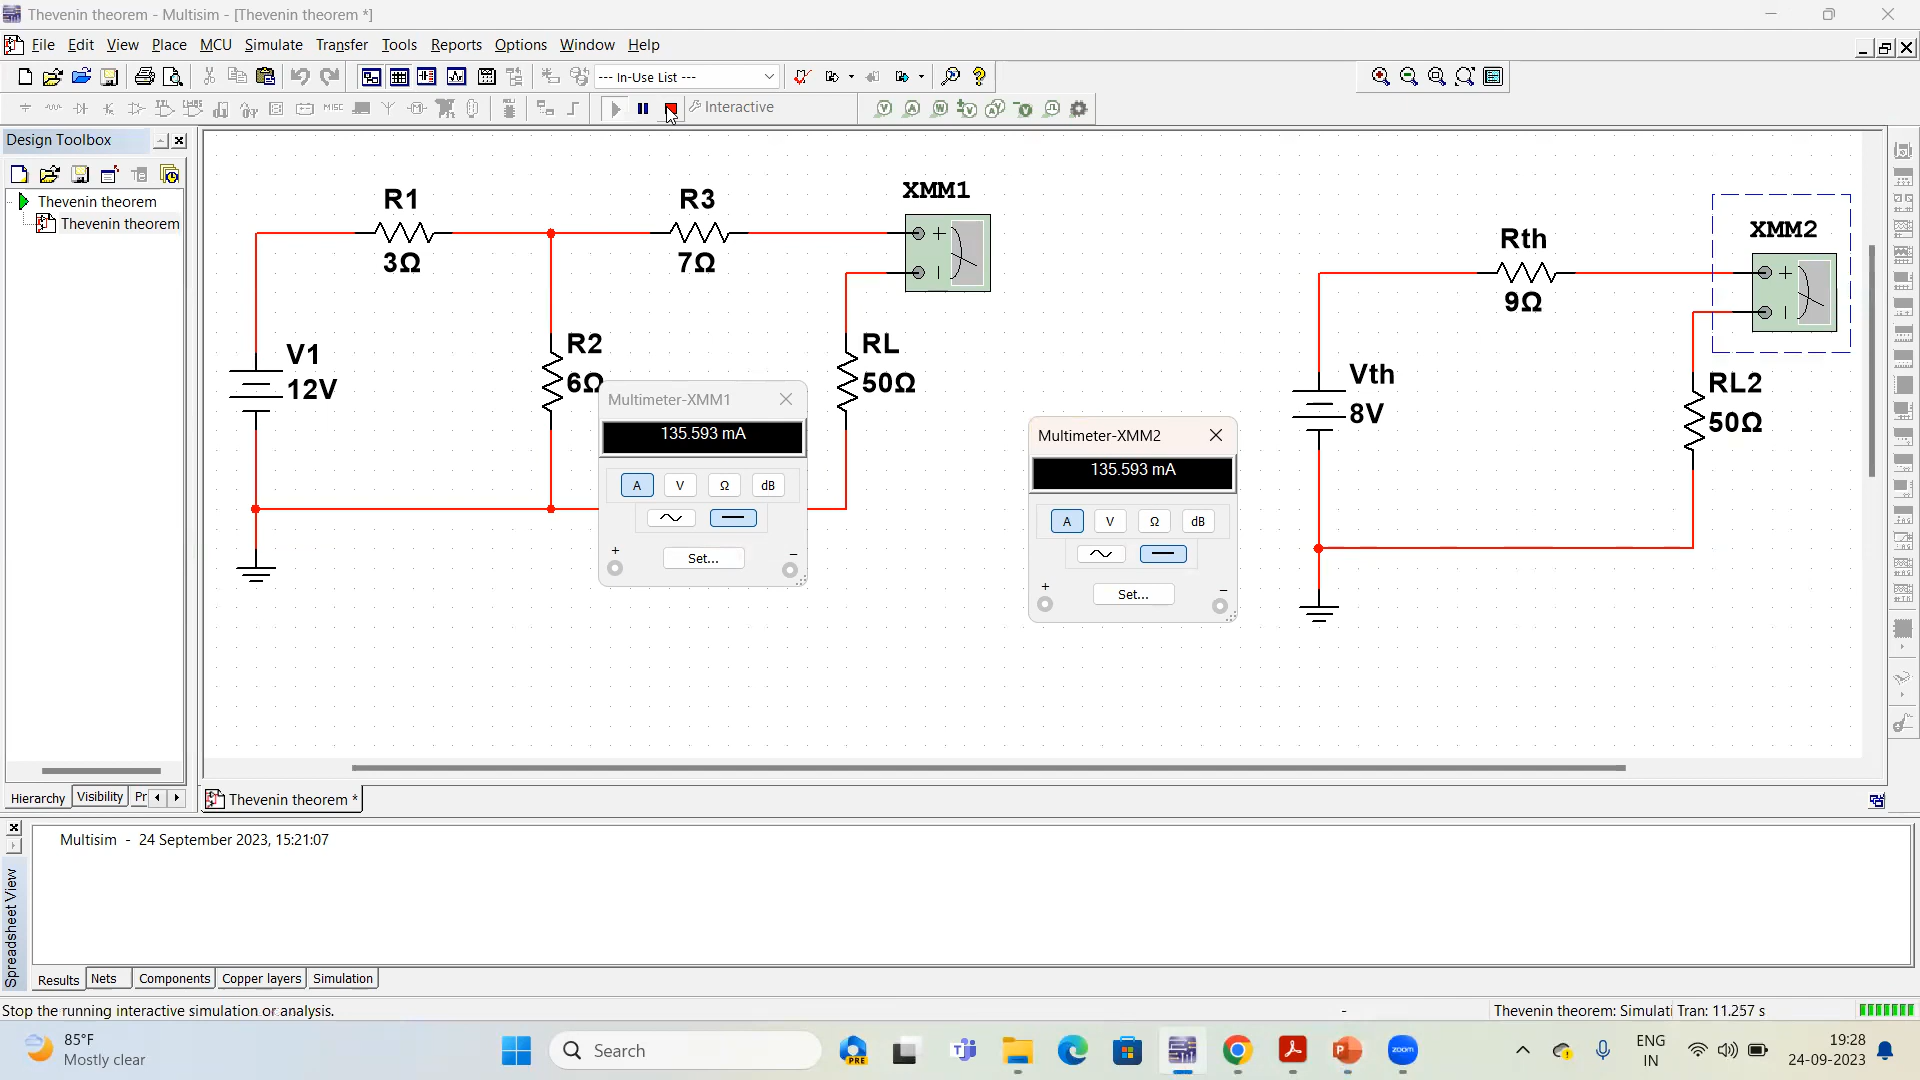 Thevenin theorem - Multisim - [Thevenin theorem *]
File Edit View Place MCU Simulate Transfer Tools Reports Options Window Help
--- In-Use List ---
MISC Interactive
Design Toolbox
Thevenin theorem
Thevenin theorem
R1
3Ω
R3
7Ω
XMM1
V1
12V
R2
6Ω
RL
50Ω
Multimeter-XMM1
135.593 mA
A V Ω dB
+ Set... –
Multimeter-XMM2
135.593 mA
A V Ω dB
+ Set... –
Rth
9Ω
XMM2
Vth
8V
RL2
50Ω
Hierarchy Visibility Pr
Thevenin theorem *
Multisim - 24 September 2023, 15:21:07
Spreadsheet View
Results Nets Components Copper layers Simulation
Stop the running interactive simulation or analysis.
- Thevenin theorem: Simulati Tran: 11.257 s
85°F
Mostly clear
Search
PRE
zoom
ENG
IN
19:28
24-09-2023